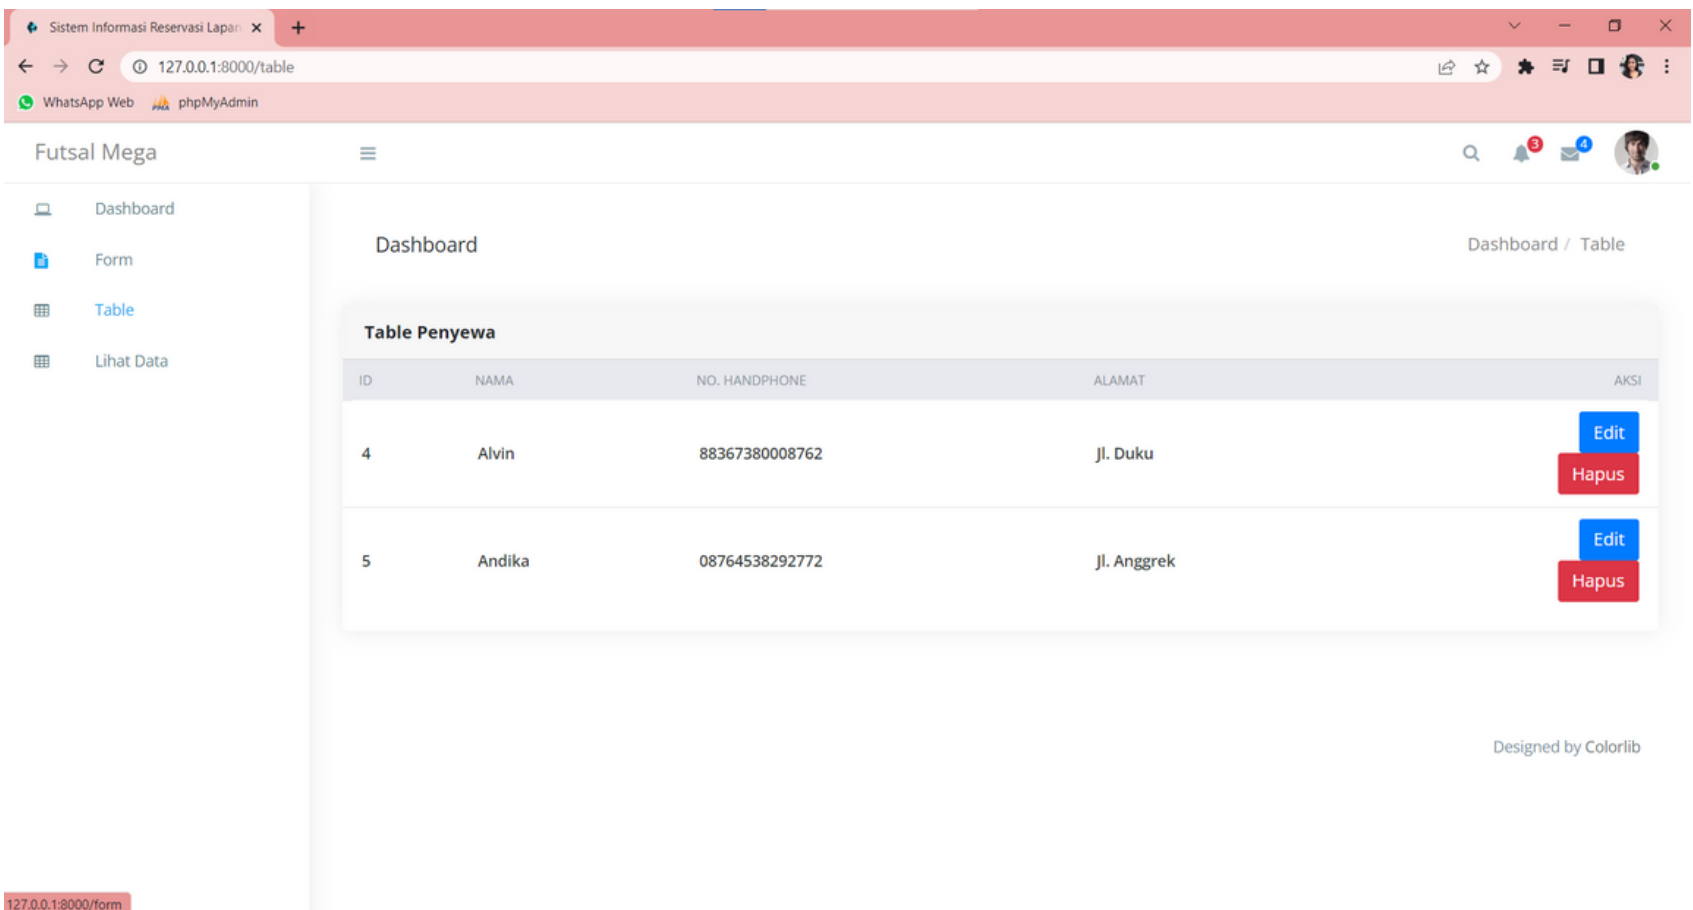 Sistem Informasi Reservasi Lapan
127.0.0.1:8000/table
WhatsApp Web phpMyAdmin
Futsal Mega
3
4
Dashboard
Form
Table
Lihat Data
Dashboard
Dashboard / Table
Table Penyewa
ID NAMA NO. HANDPHONE ALAMAT AKSI
4 Alvin 88367380008762 Jl. Duku Edit
Hapus
5 Andika 08764538292772 Jl. Anggrek Edit
Hapus
Designed by Colorlib
127.0.0.1:8000/form